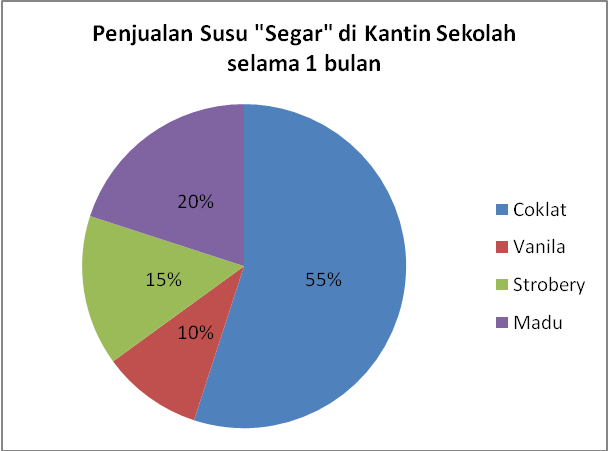 Penjualan Susu "Segar" di Kantin Sekolah
selama 1 bulan
20%
55%
15%
10%
Coklat
Vanila
Strobery
Madu